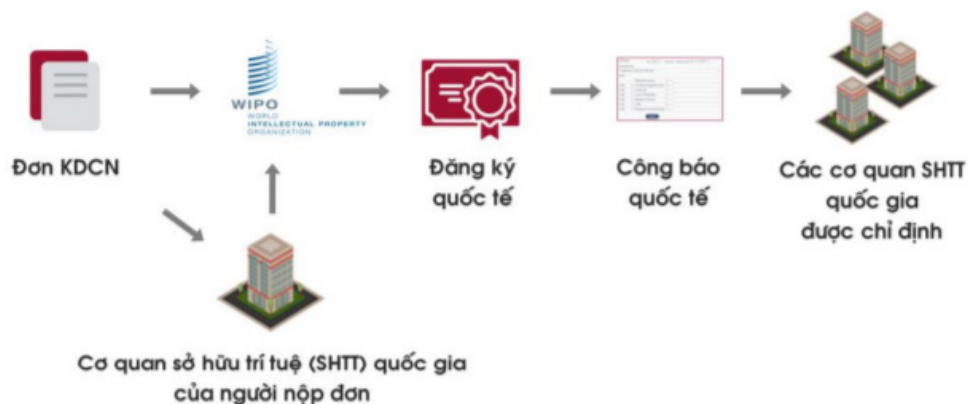 WIPO
WORLD
INTELLECTUAL PROPERTY
ORGANIZATION
Đơn KDCN
Đăng ký
quốc tế
Công báo
quốc tế
Các cơ quan SHTT
quốc gia
được chỉ định
Cơ quan sở hữu trí tuệ (SHTT) quốc gia
của người nộp đơn